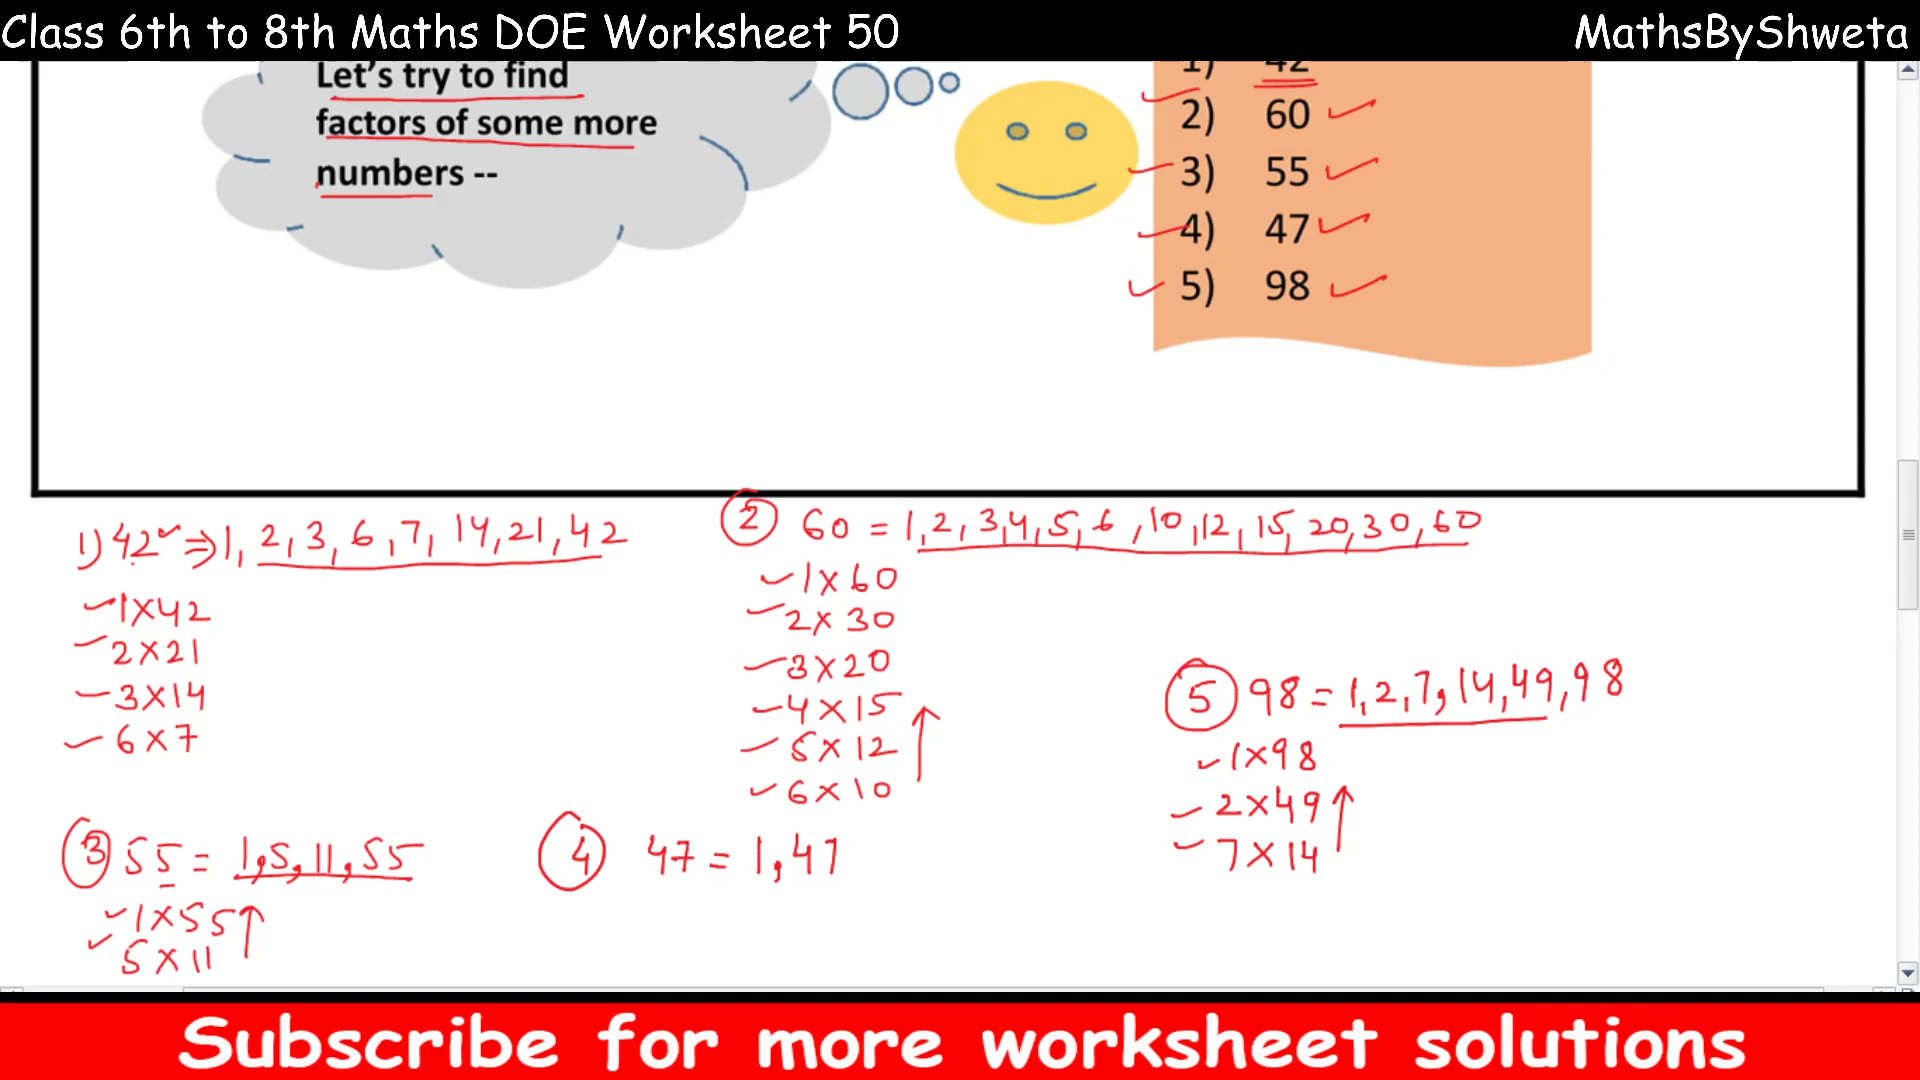 Class 6th to 8th Maths DOE Worksheet 50
MathsByShweta
Let's try to find
factors of some more
numbers --
1) 42
2) 60
3) 55
4) 47
5) 98
1) 42 ⇒ 1, 2, 3, 6, 7, 14, 21, 42
1 x 42
2 x 21
3 x 14
6 x 7
2 60 = 1, 2, 3, 4, 5, 6, 10, 12, 15, 20, 30, 60
1 x 60
2 x 30
3 x 20
4 x 15
5 x 12
6 x 10
3 55 = 1, 5, 11, 55
1 x 55
5 x 11
4 47 = 1, 47
5 98 = 1, 2, 7, 14, 49, 98
1 x 98
2 x 49
7 x 14
Subscribe for more worksheet solutions